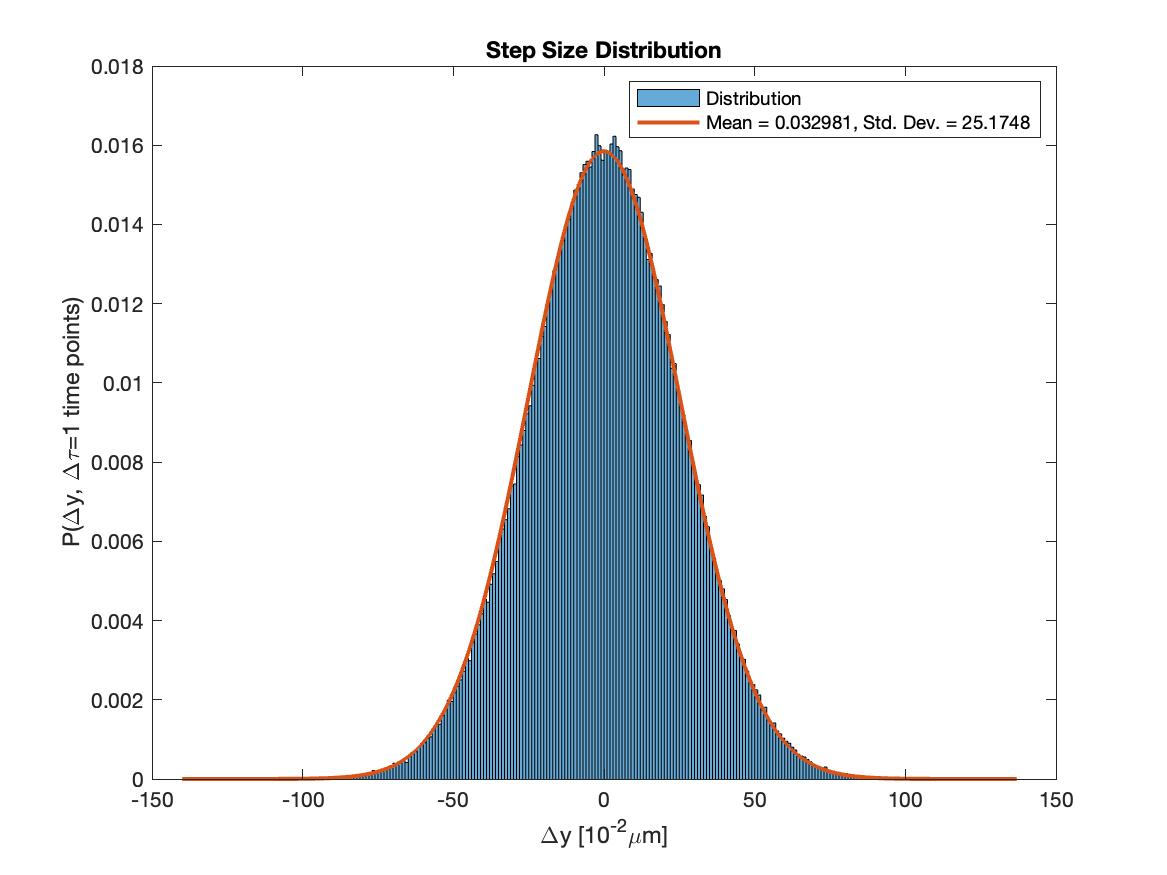 Step Size Distribution
Distribution
Mean = 0.032981, Std. Dev. = 25.1748
0.018
0.016
0.014
0.012
0.01
0.008
0.006
0.004
0.002
0
P(Δy, Δτ=1 time points)
-150 -100 -50 0 50 100 150
Δy [10⁻²μm]